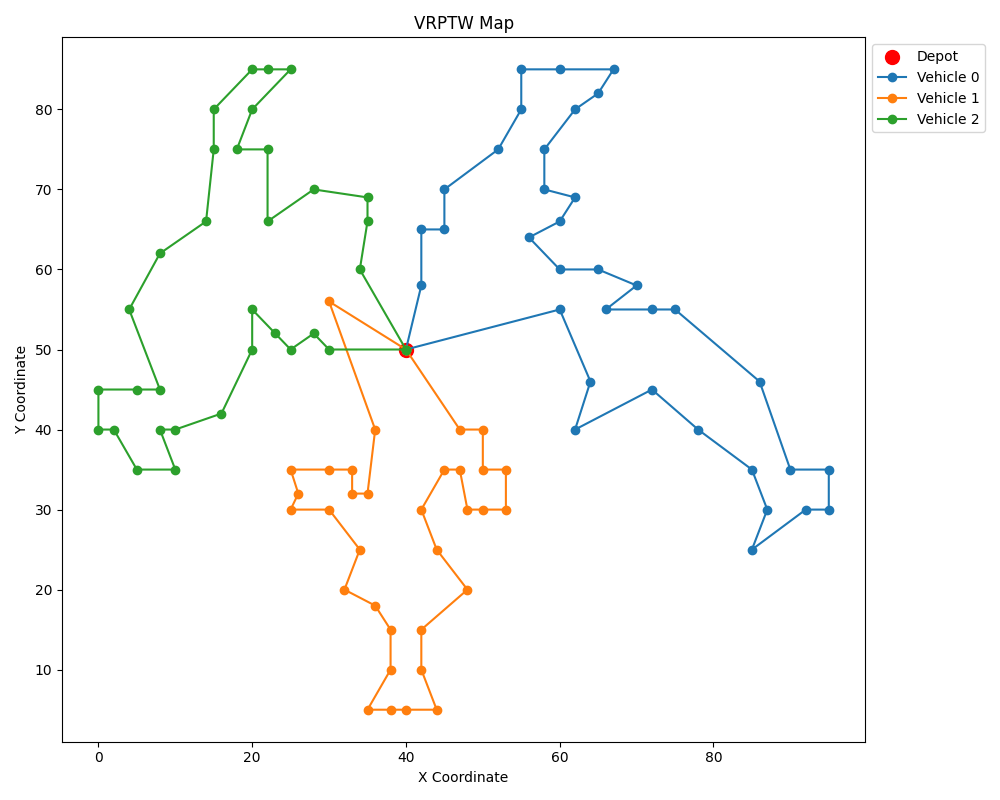 VRPTW Map
Depot
Vehicle 0
Vehicle 1
Vehicle 2
Y Coordinate
80
70
60
50
40
30
20
10
0 20 40 60 80
X Coordinate